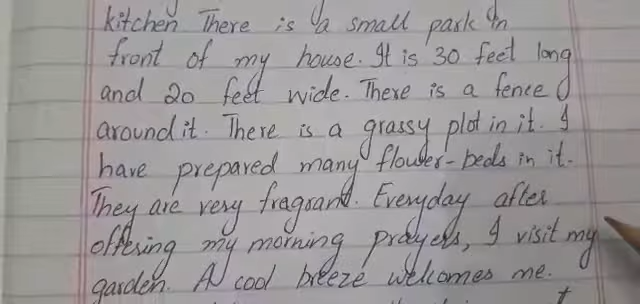 kitchen There is a small park in
front of my house. It is 30 feet long
and 20 feet wide. There is a fence
around it. There is a grassy plot in it. I
have prepared many flower-beds in it.
They are very fragrant. Everyday after
offering my morning prayers, I visit my
garden. A cool breeze welcomes me.